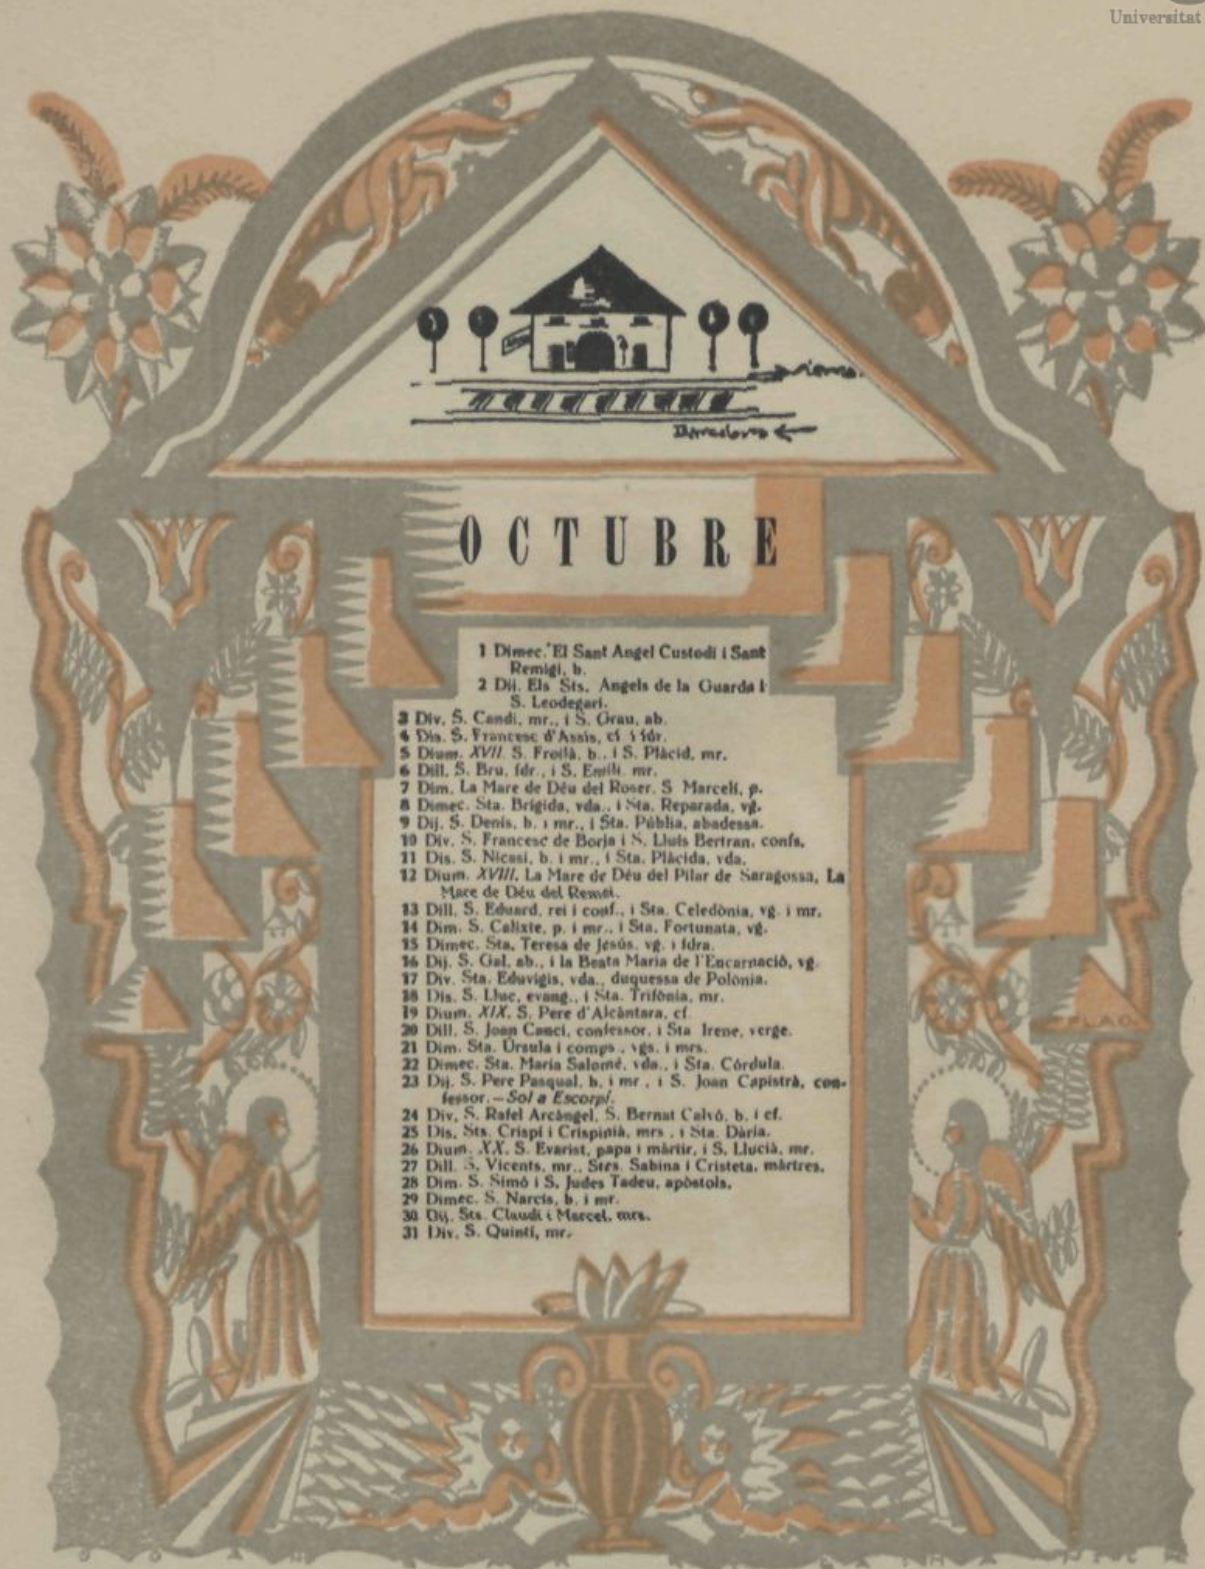 Universitat
Barcelona
OCTUBRE
1 Dimec. El Sant Angel Custodi i Sant
Remigi, b.
2 Dij. Els Sts. Angels de la Guarda i
S. Leodegari.
3 Div. S. Candi, mr., i S. Grau, ab.
4 Dis. S. Francesc d'Assis, cf. i fdr.
5 Dium. XVII. S. Froilà, b., i S. Plàcid, mr.
6 Dill. S. Bru, fdr., i S. Emili, mr.
7 Dim. La Mare de Déu del Roser. S. Marcelí, p.
8 Dimec. Sta. Brígida, vda., i Sta. Reparada, vg.
9 Dij. S. Denis, b. i mr., i Sta. Públia, abadessa.
10 Div. S. Francesc de Borja i S. Lluís Bertran, confs.
11 Dis. S. Nicasi, b. i mr., i Sta. Plàcida, vda.
12 Dium. XVIII. La Mare de Déu del Pilar de Saragossa, La
Mare de Déu del Remei.
13 Dill. S. Eduard, rei i conf., i Sta. Celedònia, vg. i mr.
14 Dim. S. Calixte, p. i mr., i Sta. Fortunata, vg.
15 Dimec. Sta. Teresa de Jesús, vg. i fdra.
16 Dij. S. Gal, ab., i la Beata Maria de l'Encarnació, vg.
17 Div. Sta. Eduvigis, vda., duquessa de Polònia.
18 Dis. S. Lluc, evang., i Sta. Trifònia, mr.
19 Dium. XIX. S. Pere d'Alcàntara, cf.
20 Dill. S. Joan Canci, confessor, i Sta Irene, verge.
21 Dim. Sta. Ursula i comps., vgs. i mrs.
22 Dimec. Sta. Maria Salomé, vda., i Sta. Córdula.
23 Dij. S. Pere Pasqual, b. i mr., i S. Joan Capistrà, con-
fessor.—Sol a Escorpí.
24 Div. S. Rafel Arcàngel, S. Bernat Calvó, b. i cf.
25 Dis. Sts. Crispí i Crispinià, mrs., i Sta. Dària.
26 Dium. XX. S. Evarist, papa i màrtir, i S. Llucià, mr.
27 Dill. S. Vicents, mr., Stes. Sabina i Cristeta, màrtres.
28 Dim. S. Simó i S. Judes Tadeu, apòstols.
29 Dimec. S. Narcís, b. i mr.
30 Dij. Sts. Claudi i Marcel, mrs.
31 Div. S. Quintí, mr.